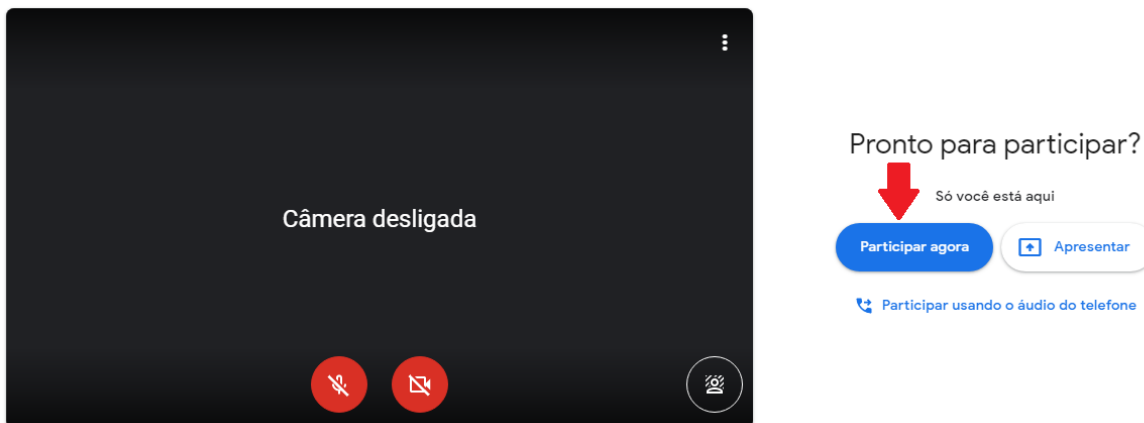 Câmera desligada
Pronto para participar?
Só você está aqui
Participar agora
Apresentar
Participar usando o áudio do telefone